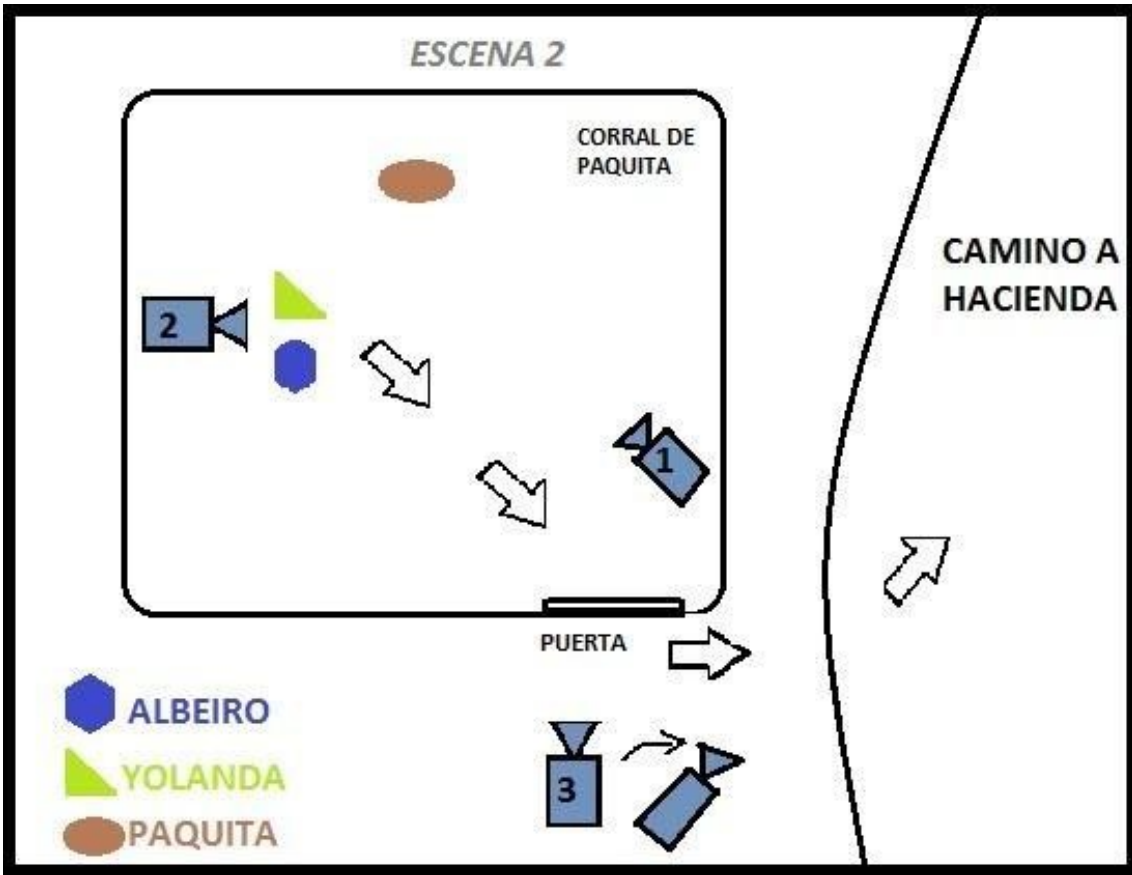 ESCENA 2
CORRAL DE
PAQUITA
CAMINO A
HACIENDA
2
1
PUERTA
3
ALBEIRO
YOLANDA
PAQUITA